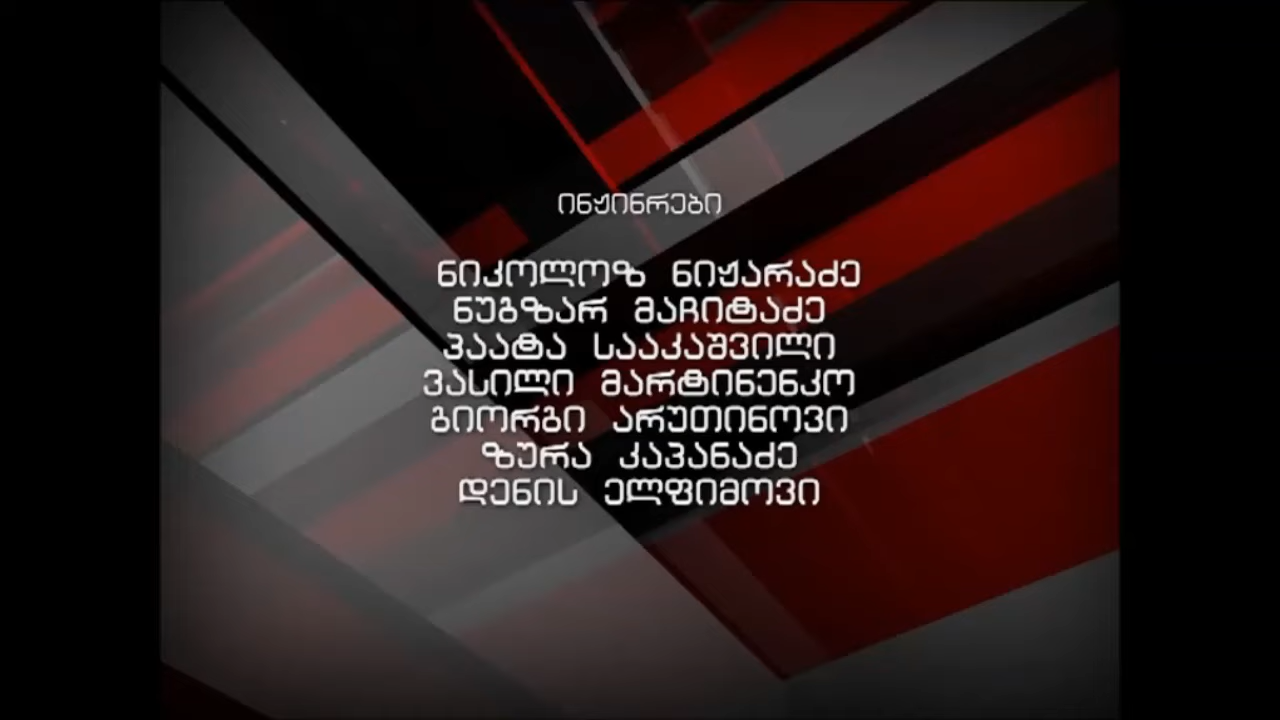 ინჟინრები
ნიკოლოზ ნიჟარაძე
ნუგზარ მაჩიტაძე
პაატა სააკაშვილი
ვასილი მარტინენკო
გიორგი არუთინოვი
ზურა კაპანაძე
დენის ელფიმოვი